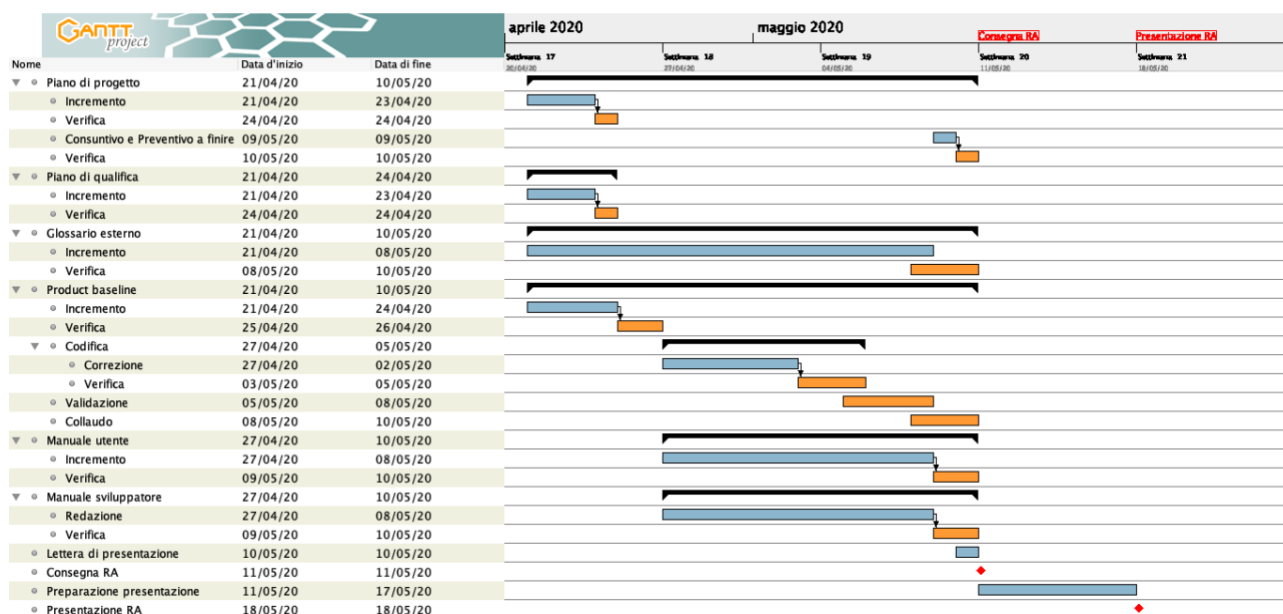 GANTT
project
aprile 2020
maggio 2020
Consegna RA
Presentazione RA
Settimana 17
Settimana 18
Settimana 19
Settimana 20
Settimana 21
20/04/20
27/04/20
04/05/20
11/05/20
18/05/20
Nome Data d'inizio Data di fine
Piano di progetto 21/04/20 10/05/20
Incremento 21/04/20 23/04/20
Verifica 24/04/20 24/04/20
Consuntivo e Preventivo a finire 09/05/20 09/05/20
Verifica 10/05/20 10/05/20
Piano di qualifica 21/04/20 24/04/20
Incremento 21/04/20 23/04/20
Verifica 24/04/20 24/04/20
Glossario esterno 21/04/20 10/05/20
Incremento 21/04/20 08/05/20
Verifica 08/05/20 10/05/20
Product baseline 21/04/20 10/05/20
Incremento 21/04/20 24/04/20
Verifica 25/04/20 26/04/20
Codifica 27/04/20 05/05/20
Correzione 27/04/20 02/05/20
Verifica 03/05/20 05/05/20
Validazione 05/05/20 08/05/20
Collaudo 08/05/20 10/05/20
Manuale utente 27/04/20 10/05/20
Incremento 27/04/20 08/05/20
Verifica 09/05/20 10/05/20
Manuale sviluppatore 27/04/20 10/05/20
Redazione 27/04/20 08/05/20
Verifica 09/05/20 10/05/20
Lettera di presentazione 10/05/20 10/05/20
Consegna RA 11/05/20 11/05/20
Preparazione presentazione 11/05/20 17/05/20
Presentazione RA 18/05/20 18/05/20